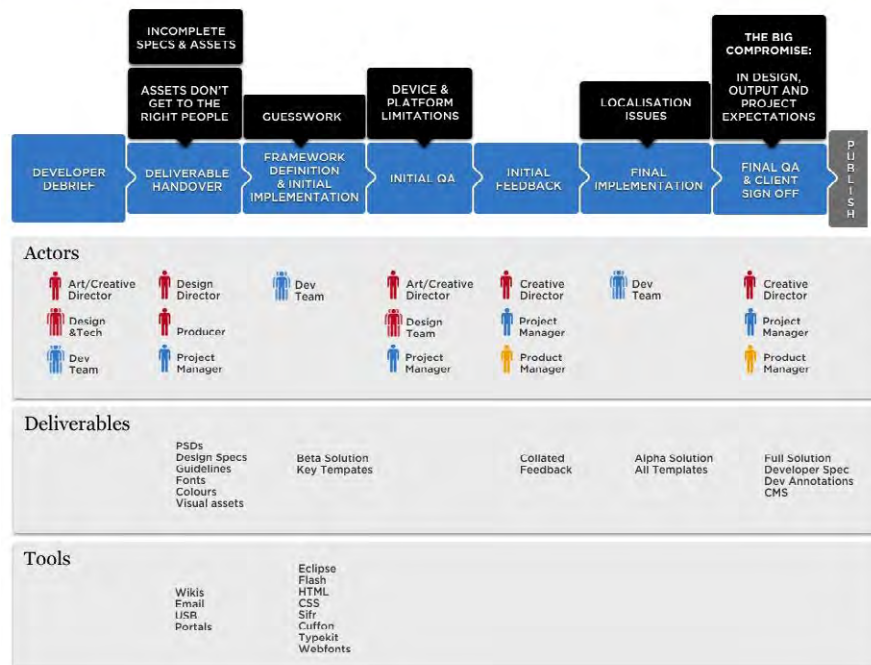 INCOMPLETE
SPECS & ASSETS
ASSETS DON'T
GET TO THE
RIGHT PEOPLE
GUESSWORK
DEVICE &
PLATFORM
LIMITATIONS
LOCALISATION
ISSUES
THE BIG
COMPROMISE:
IN DESIGN,
OUTPUT AND
PROJECT
EXPECTATIONS
DEVELOPER
DEBRIEF
DELIVERABLE
HANDOVER
FRAMEWORK
DEFINITION
& INITIAL
IMPLEMENTATION
INITIAL QA
INITIAL
FEEDBACK
FINAL
IMPLEMENTATION
FINAL QA
& CLIENT
SIGN OFF
PUBLISH
Actors
Art/Creative
Director
Design
&Tech
Dev
Team
Design
Director
Producer
Project
Manager
Dev
Team
Art/Creative
Director
Design
Team
Project
Manager
Creative
Director
Project
Manager
Product
Manager
Dev
Team
Creative
Director
Project
Manager
Product
Manager
Deliverables
PSDs
Design Specs
Guidelines
Fonts
Colours
Visual assets
Beta Solution
Key Tempates
Collated
Feedback
Alpha Solution
All Templates
Full Solution
Developer Spec
Dev Annotations
CMS
Tools
Wikis
Email
USB
Portals
Eclipse
Flash
HTML
CSS
Sifr
Cuffon
Typekit
Webfonts